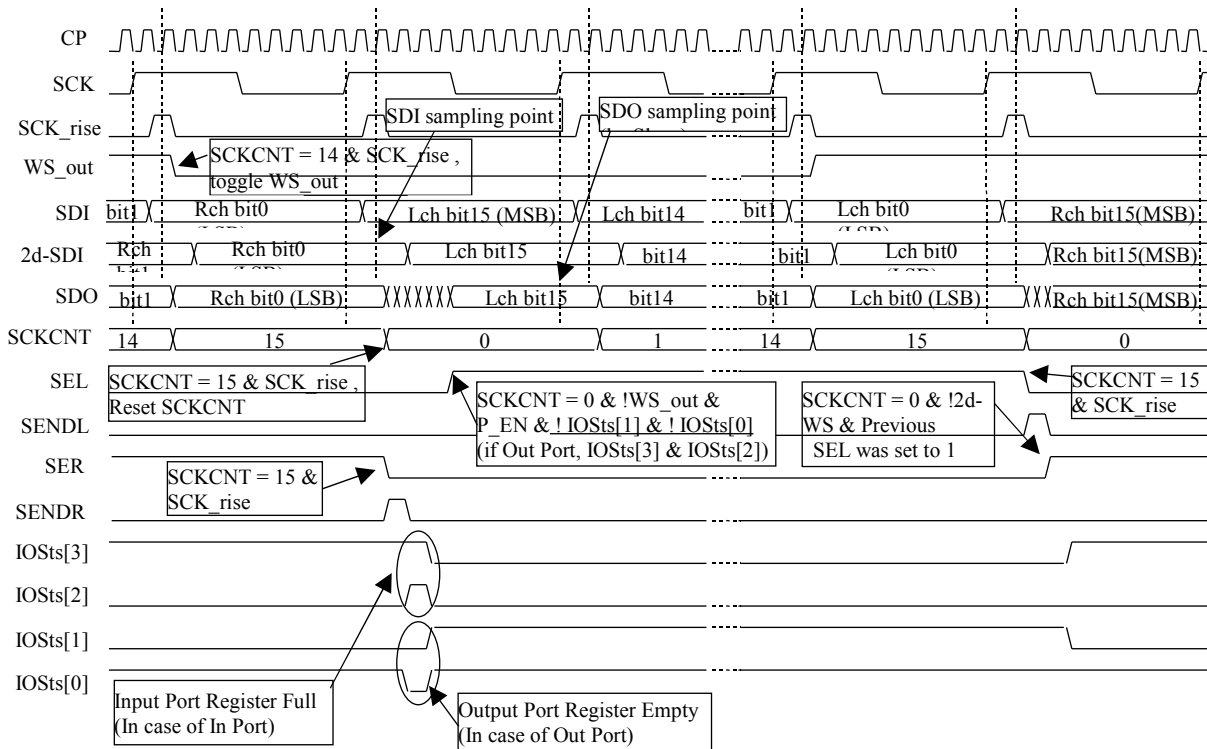 CP
SCK
SDI sampling point
SDO sampling point
SCK_rise
WS_out
SCKCNT = 14 & SCK_rise ,
toggle WS_out
SDI
bit1
Rch bit0
Lch bit15 (MSB)
Lch bit14
bit1
Lch bit0
Rch bit15(MSB)
2d-SDI
Rch
Rch bit0
Lch bit15
bit14
bit1
Lch bit0
Rch bit15(MSB)
SDO
bit1
Rch bit0 (LSB)
Lch bit15
bit14
bit1
Lch bit0 (LSB)
Rch bit15(MSB)
SCKCNT
14
15
0
1
14
15
0
SEL
SCKCNT = 15 & SCK_rise ,
Reset SCKCNT
SCKCNT = 0 & !WS_out &
P_EN & ! IOSts[1] & ! IOSts[0]
(if Out Port, IOSts[3] & IOSts[2])
SCKCNT = 0 & !2d-
WS & Previous
SEL was set to 1
SCKCNT = 15
& SCK_rise
SENDL
SER
SCKCNT = 15 &
SCK_rise
SENDR
IOSts[3]
IOSts[2]
IOSts[1]
IOSts[0]
Input Port Register Full
(In case of In Port)
Output Port Register Empty
(In case of Out Port)